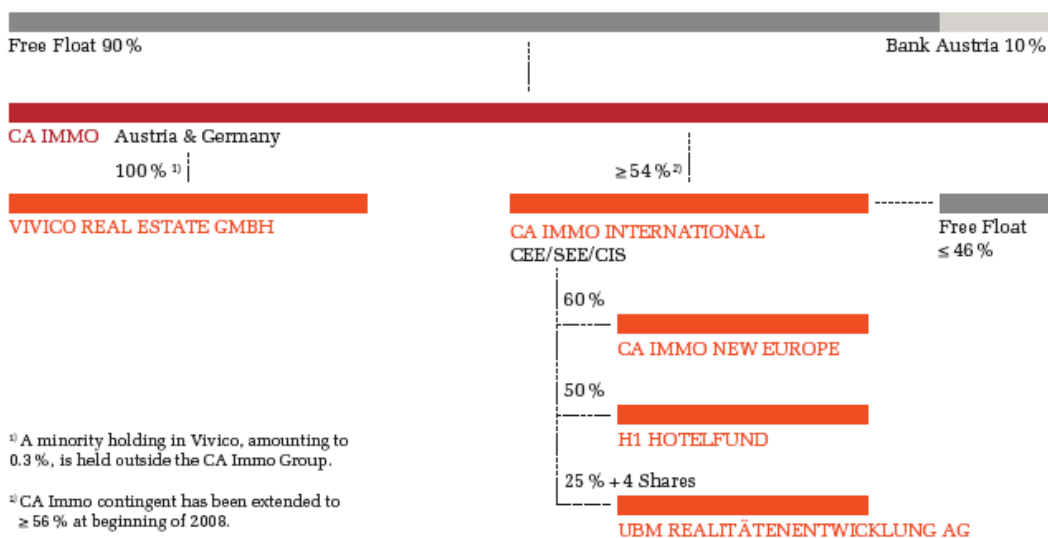 Free Float 90 %
Bank Austria 10 %
CA IMMO Austria & Germany
100 % ¹⁾
≥ 54 % ²⁾
VIVICO REAL ESTATE GMBH
CA IMMO INTERNATIONAL
CEE/SEE/CIS
Free Float
≤ 46 %
60 %
CA IMMO NEW EUROPE
50 %
H1 HOTELFUND
25 % + 4 Shares
UBM REALITÄTENENTWICKLUNG AG
¹⁾ A minority holding in Vivico, amounting to
0.3 %, is held outside the CA Immo Group.
²⁾ CA Immo contingent has been extended to
≥ 56 % at beginning of 2008.